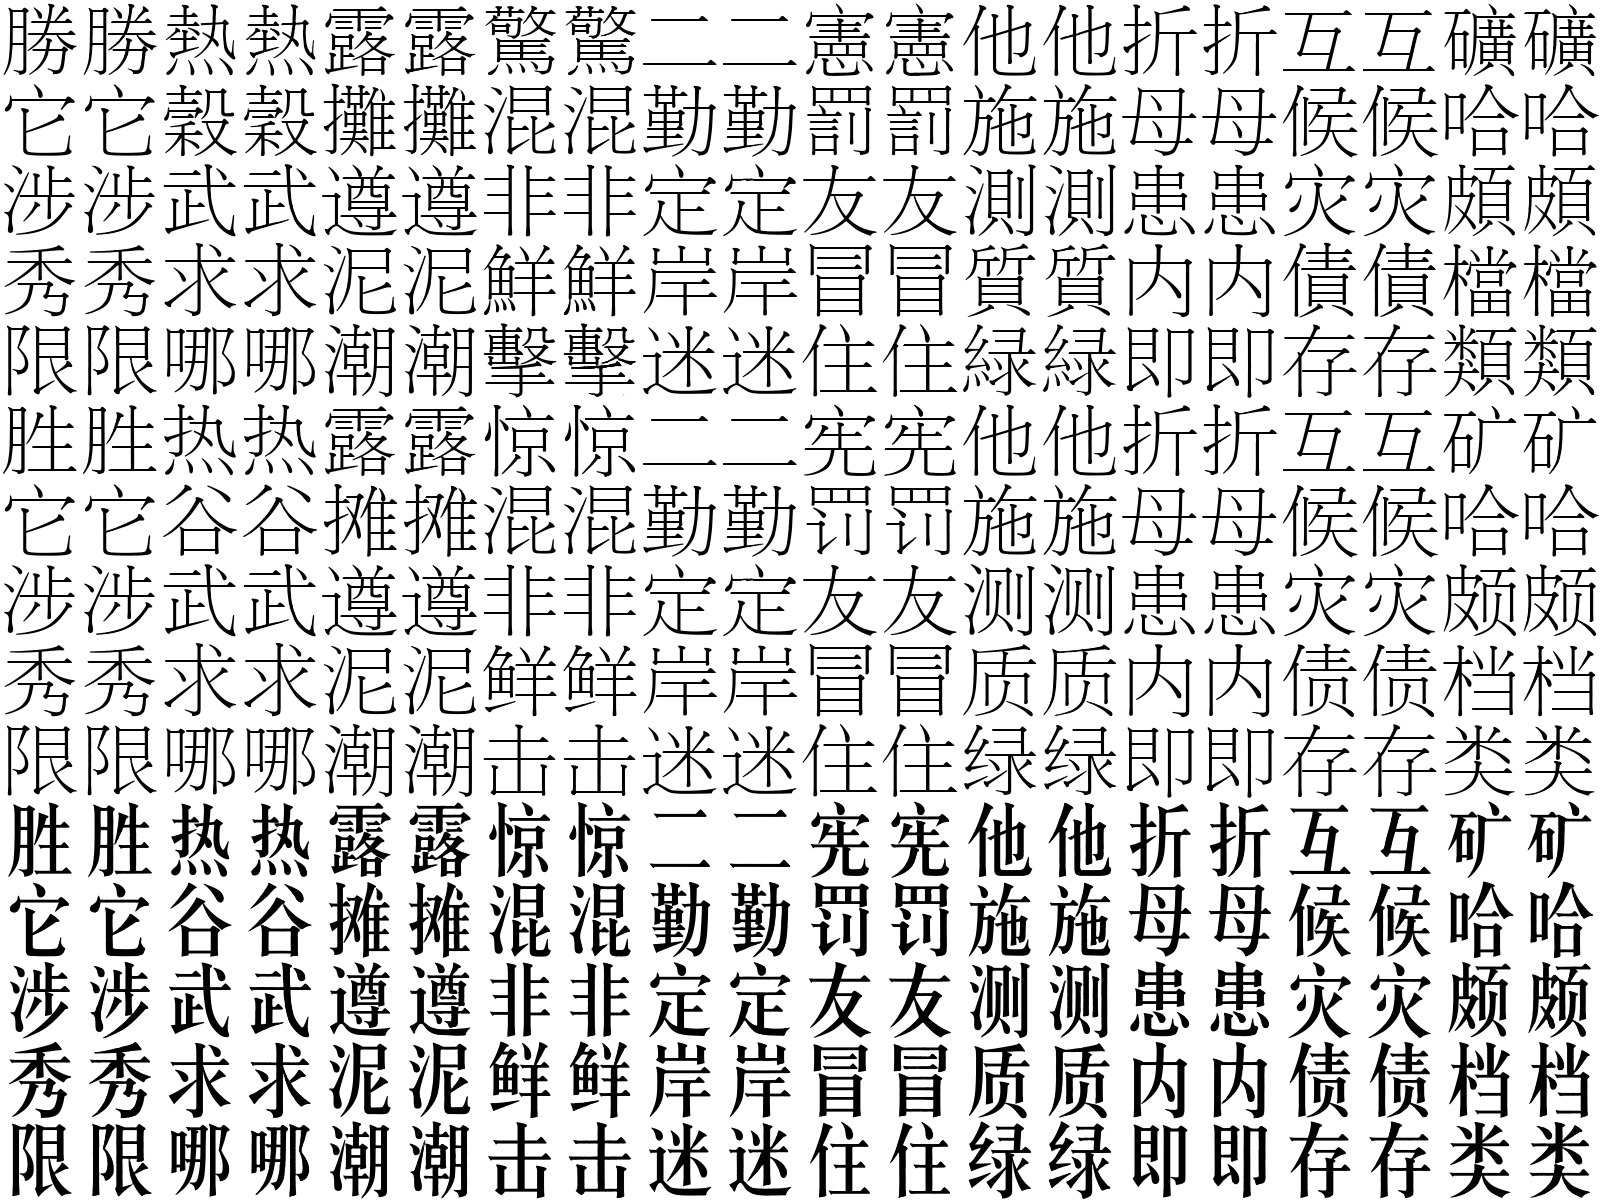 勝勝熱熱露露驚驚二二憲憲他他折折互互礦礦
它它穀穀攤攤混混勤勤罰罰施施母母候候哈哈
涉涉武武遵遵非非定定友友測測患患灾灾頗頗
秀秀求求泥泥鮮鮮岸岸冒冒質質内内債債檔檔
限限哪哪潮潮擊擊迷迷住住緑緑即即存存類類
胜胜热热露露惊惊二二宪宪他他折折互互矿矿
它它谷谷摊摊混混勤勤罚罚施施母母候候哈哈
涉涉武武遵遵非非定定友友测测患患灾灾颇颇
秀秀求求泥泥鲜鲜岸岸冒冒质质内内债债档档
限限哪哪潮潮击击迷迷住住绿绿即即存存类类
胜胜热热露露惊惊二二宪宪他他折折互互矿矿
它它谷谷摊摊混混勤勤罚罚施施母母候候哈哈
涉涉武武遵遵非非定定友友测测患患灾灾颇颇
秀秀求求泥泥鲜鲜岸岸冒冒质质内内债债档档
限限哪哪潮潮击击迷迷住住绿绿即即存存类类